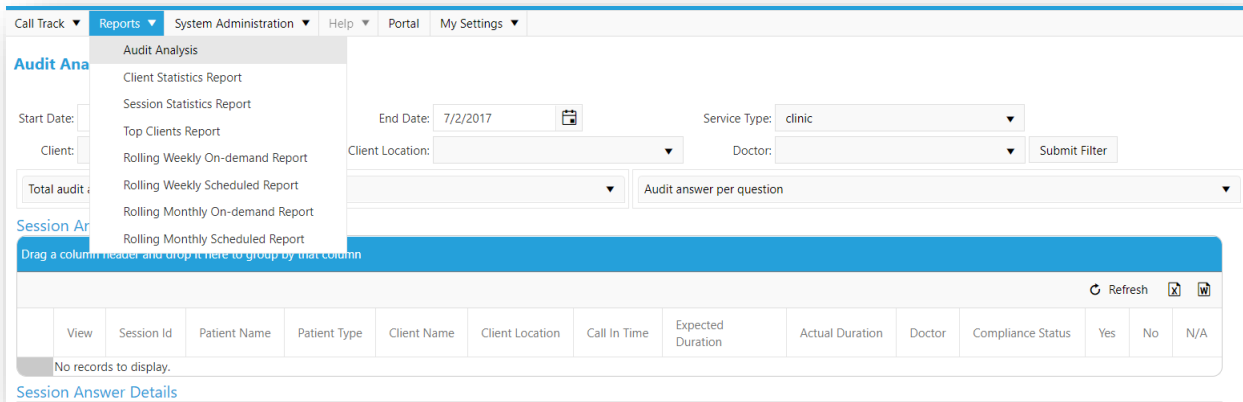 Call Track ▼ Reports ▼ System Administration ▼ Help ▼ Portal My Settings ▼
Audit Analysis
Audit Ana
Client Statistics Report
Session Statistics Report
Start Date: End Date: 7/2/2017 Service Type: clinic
Top Clients Report
Client: Client Location: Doctor: Submit Filter
Rolling Weekly On-demand Report
Rolling Weekly Scheduled Report
Total audit Audit answer per question
Rolling Monthly On-demand Report
Session An
Rolling Monthly Scheduled Report
Drag a column header and drop it here to group by that column
Refresh
View Session Id Patient Name Patient Type Client Name Client Location Call In Time Expected Duration Actual Duration Doctor Compliance Status Yes No N/A
No records to display.
Session Answer Details